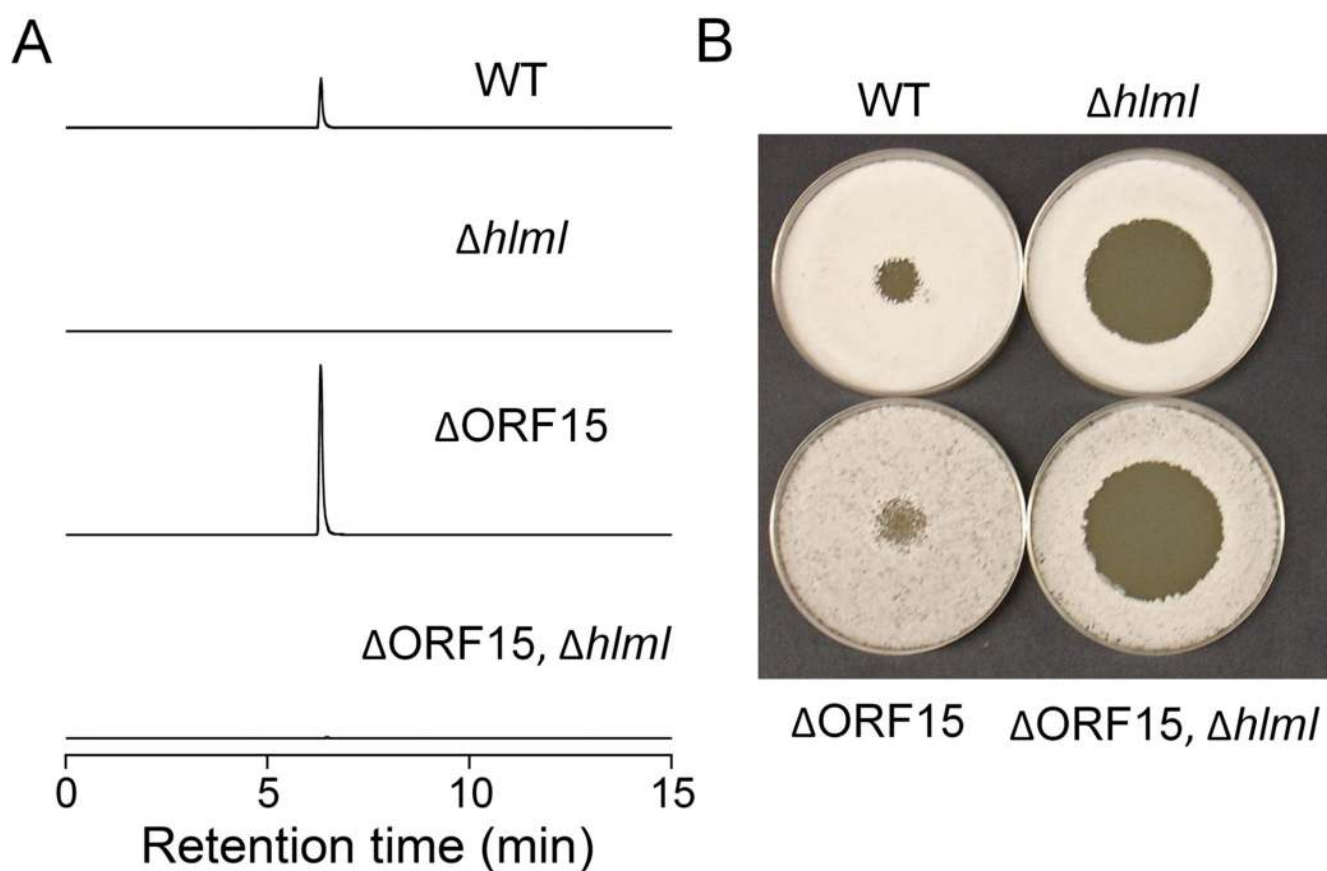 A
WT
Δhlml
ΔORF15
ΔORF15, Δhlml
0 5 10 15
Retention time (min)
B
WT Δhlml
ΔORF15 ΔORF15, Δhlml